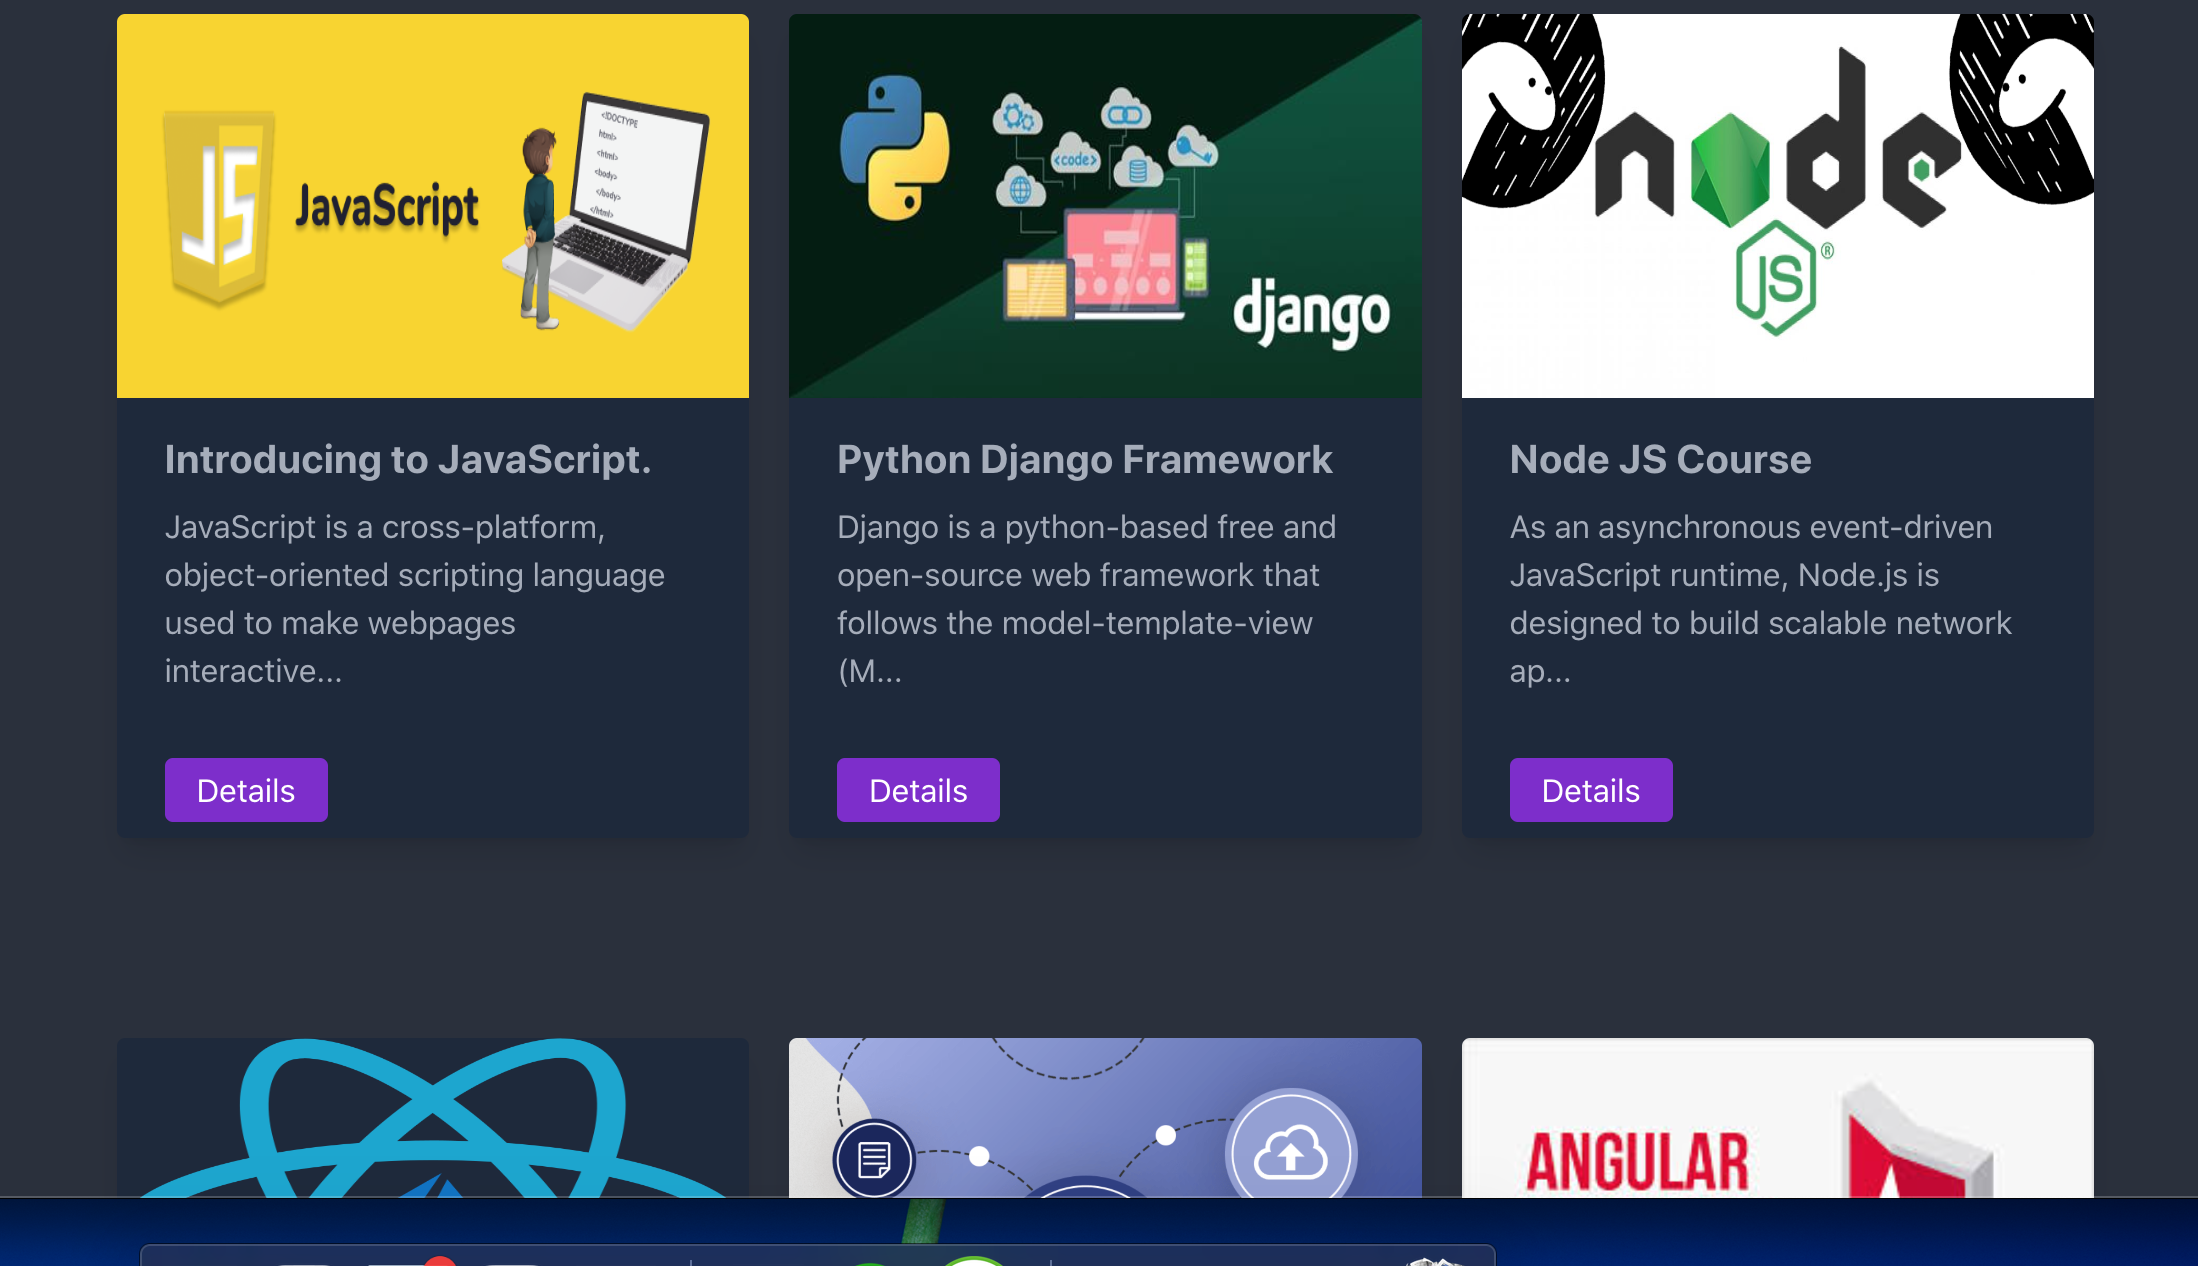 JS
JavaScript
<!DOCTYPE
html>
<html>
<body>
</body>
</html>
<code>
django
node
JS®
Introducing to JavaScript.
JavaScript is a cross-platform,
object-oriented scripting language
used to make webpages
interactive...
Details
Python Django Framework
Django is a python-based free and
open-source web framework that
follows the model-template-view
(M...
Details
Node JS Course
As an asynchronous event-driven
JavaScript runtime, Node.js is
designed to build scalable network
ap...
Details
ANGULAR